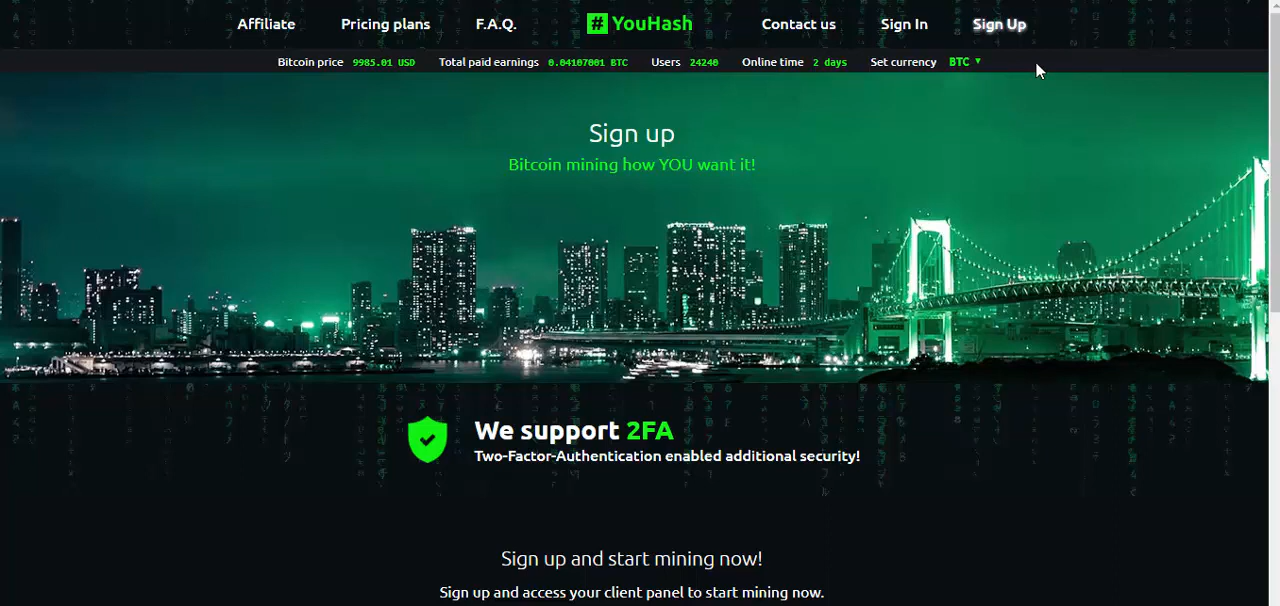 Affiliate Pricing plans F.A.Q. # YouHash Contact us Sign In Sign Up
Bitcoin price 9985.01 USD Total paid earnings 0.04107001 BTC Users 24240 Online time 2 days Set currency BTC ▼
Sign up
Bitcoin mining how YOU want it!
We support 2FA
Two-Factor-Authentication enabled additional security!
Sign up and start mining now!
Sign up and access your client panel to start mining now.